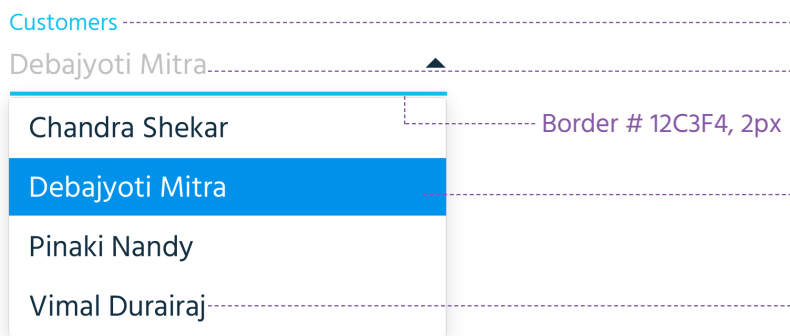 Customers
Debajyoti Mitra
Border # 12C3F4, 2px
Chandra Shekar
Debajyoti Mitra
Pinaki Nandy
Vimal Durairaj